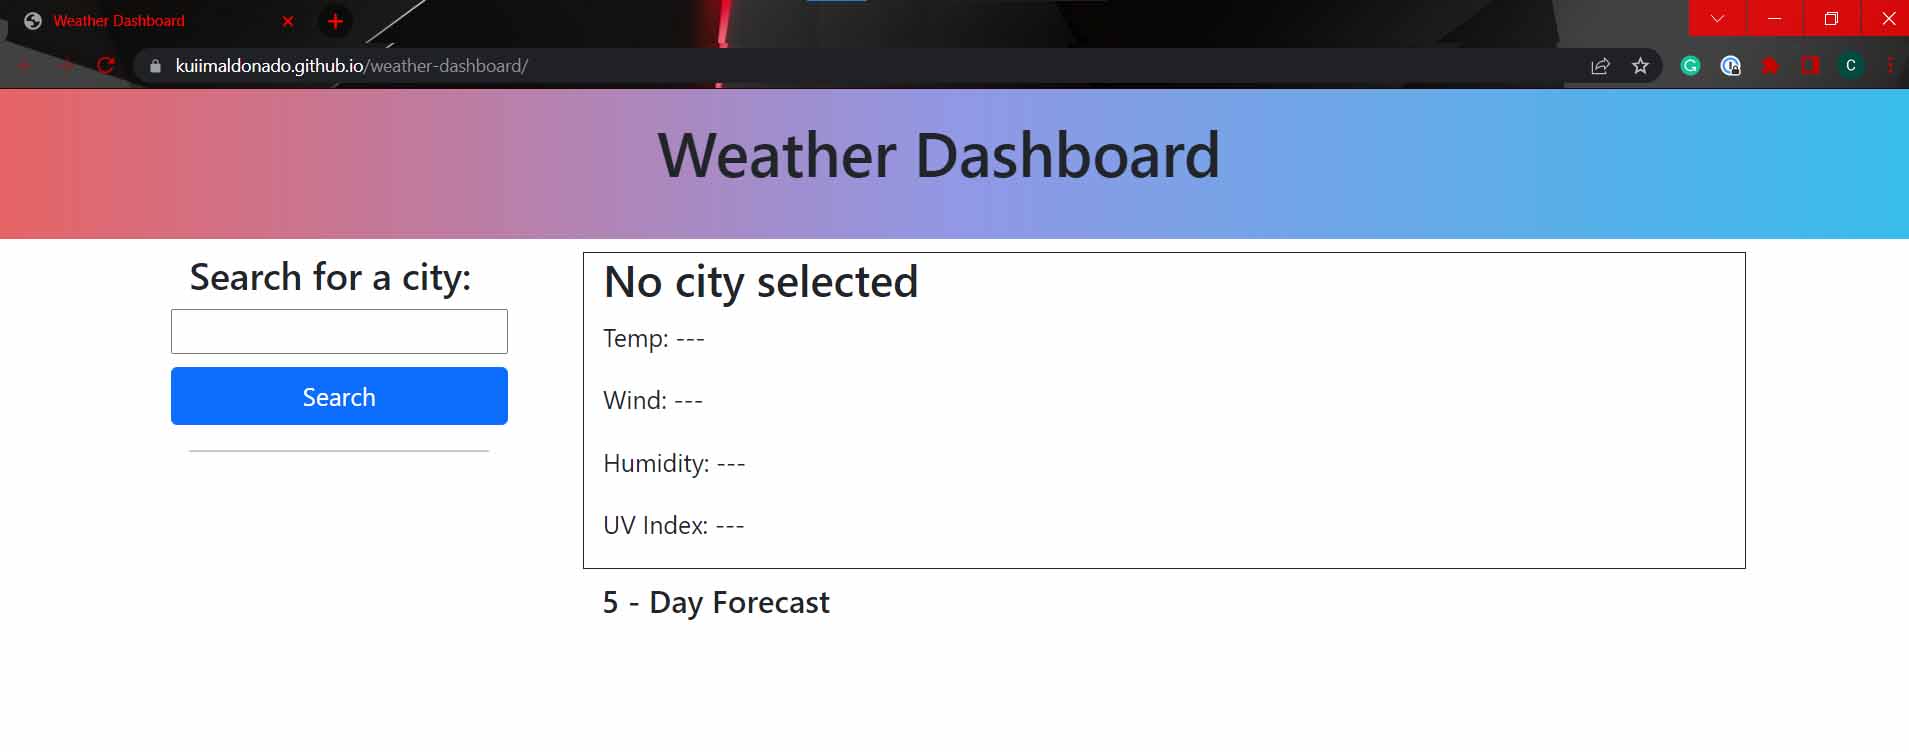 Weather Dashboard
kuiimaldonado.github.io/weather-dashboard/
C
Weather Dashboard
Search for a city:
Search
No city selected
Temp: ---
Wind: ---
Humidity: ---
UV Index: ---
5 - Day Forecast